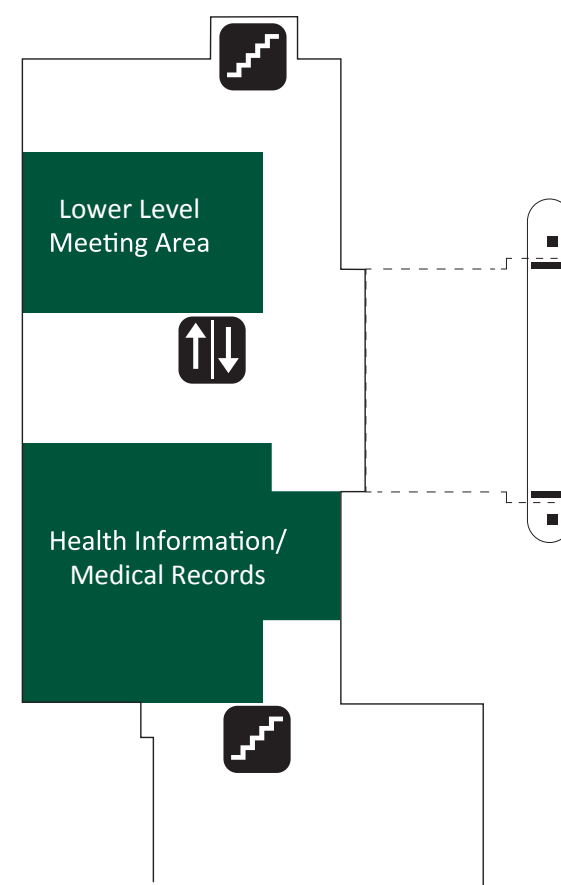 Lower Level
Meeting Area
Health Information/
Medical Records